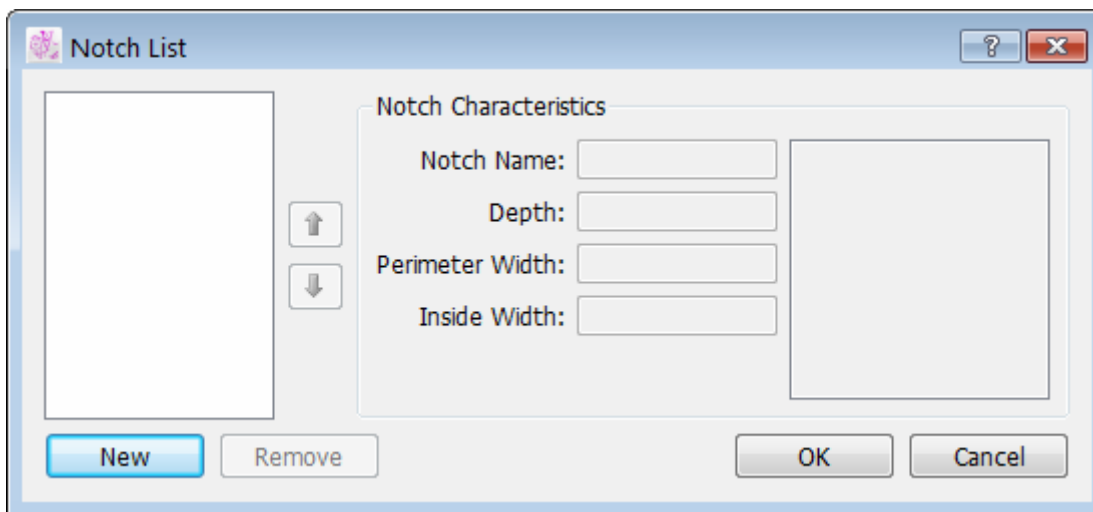 Notch List
Notch Characteristics
Notch Name:
Depth:
Perimeter Width:
Inside Width:
New
Remove
OK
Cancel